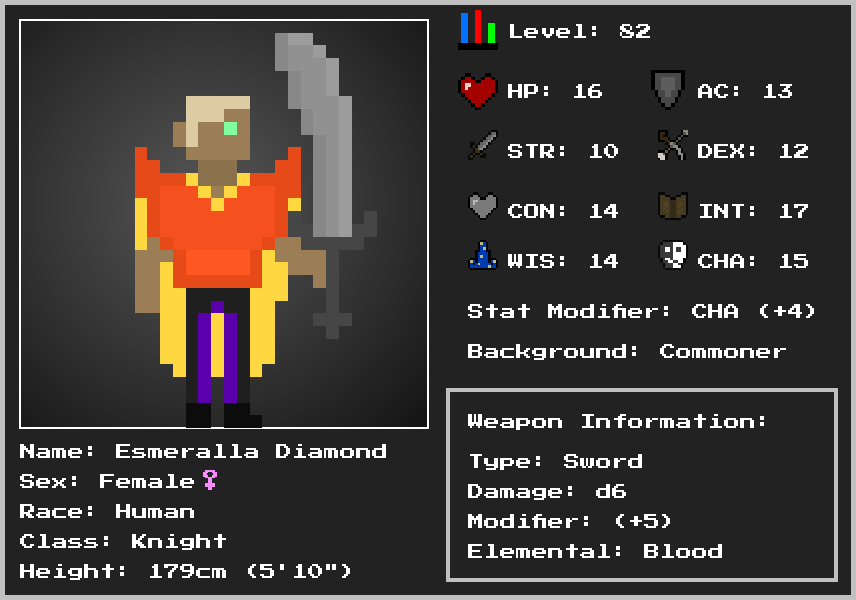 Level: 82
HP: 16 AC: 13
STR: 10 DEX: 12
CON: 14 INT: 17
WIS: 14 CHA: 15
Stat Modifier: CHA (+4)
Background: Commoner
Weapon Information:
Type: Sword
Damage: d6
Modifier: (+5)
Elemental: Blood
Name: Esmeralla Diamond
Sex: Female♀
Race: Human
Class: Knight
Height: 179cm (5'10")